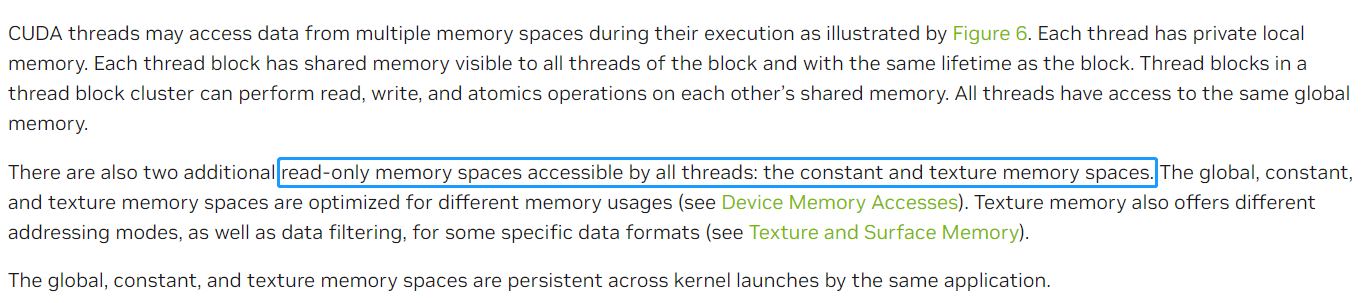 CUDA threads may access data from multiple memory spaces during their execution as illustrated by Figure 6. Each thread has private local
memory. Each thread block has shared memory visible to all threads of the block and with the same lifetime as the block. Thread blocks in a
thread block cluster can perform read, write, and atomics operations on each other’s shared memory. All threads have access to the same global
memory.
There are also two additional read-only memory spaces accessible by all threads: the constant and texture memory spaces. The global, constant,
and texture memory spaces are optimized for different memory usages (see Device Memory Accesses). Texture memory also offers different
addressing modes, as well as data filtering, for some specific data formats (see Texture and Surface Memory).
The global, constant, and texture memory spaces are persistent across kernel launches by the same application.